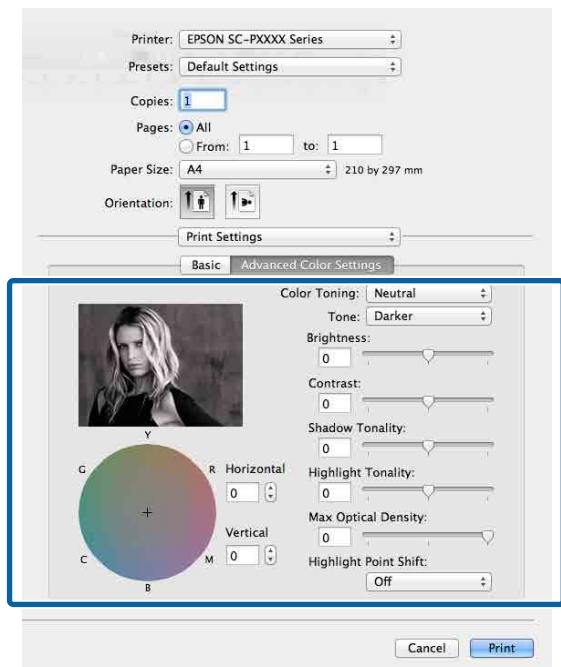 Printer: EPSON SC-PXXXX Series
Presets: Default Settings
Copies: 1
Pages: All
From: 1 to: 1
Paper Size: A4 210 by 297 mm
Orientation:
Print Settings
Basic Advanced Color Settings
Color Toning: Neutral
Tone: Darker
Brightness:
0
Contrast:
0
Shadow Tonality:
0
Highlight Tonality:
0
Max Optical Density:
0
Highlight Point Shift:
Off
Y
G R
C M
B
Horizontal
0
Vertical
0
Cancel Print